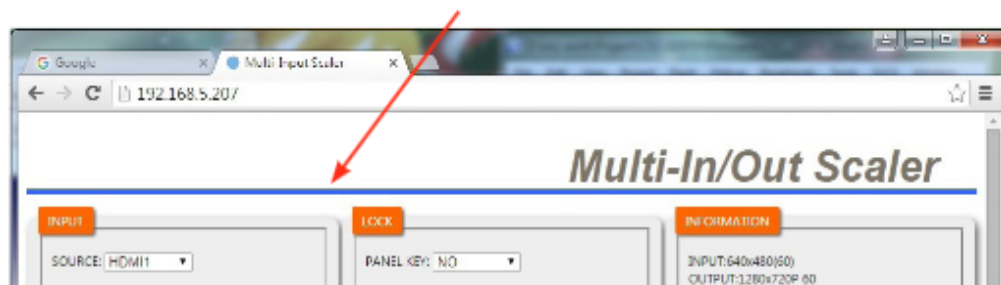 Google
Multi Input Scaler
192.168.5.207
Multi-In/Out Scaler
INPUT
LOCK
INFORMATION
SOURCE: HDMI1
PANEL KEY: NO
INPUT:640x480(60)
OUTPUT:1280x720P 60